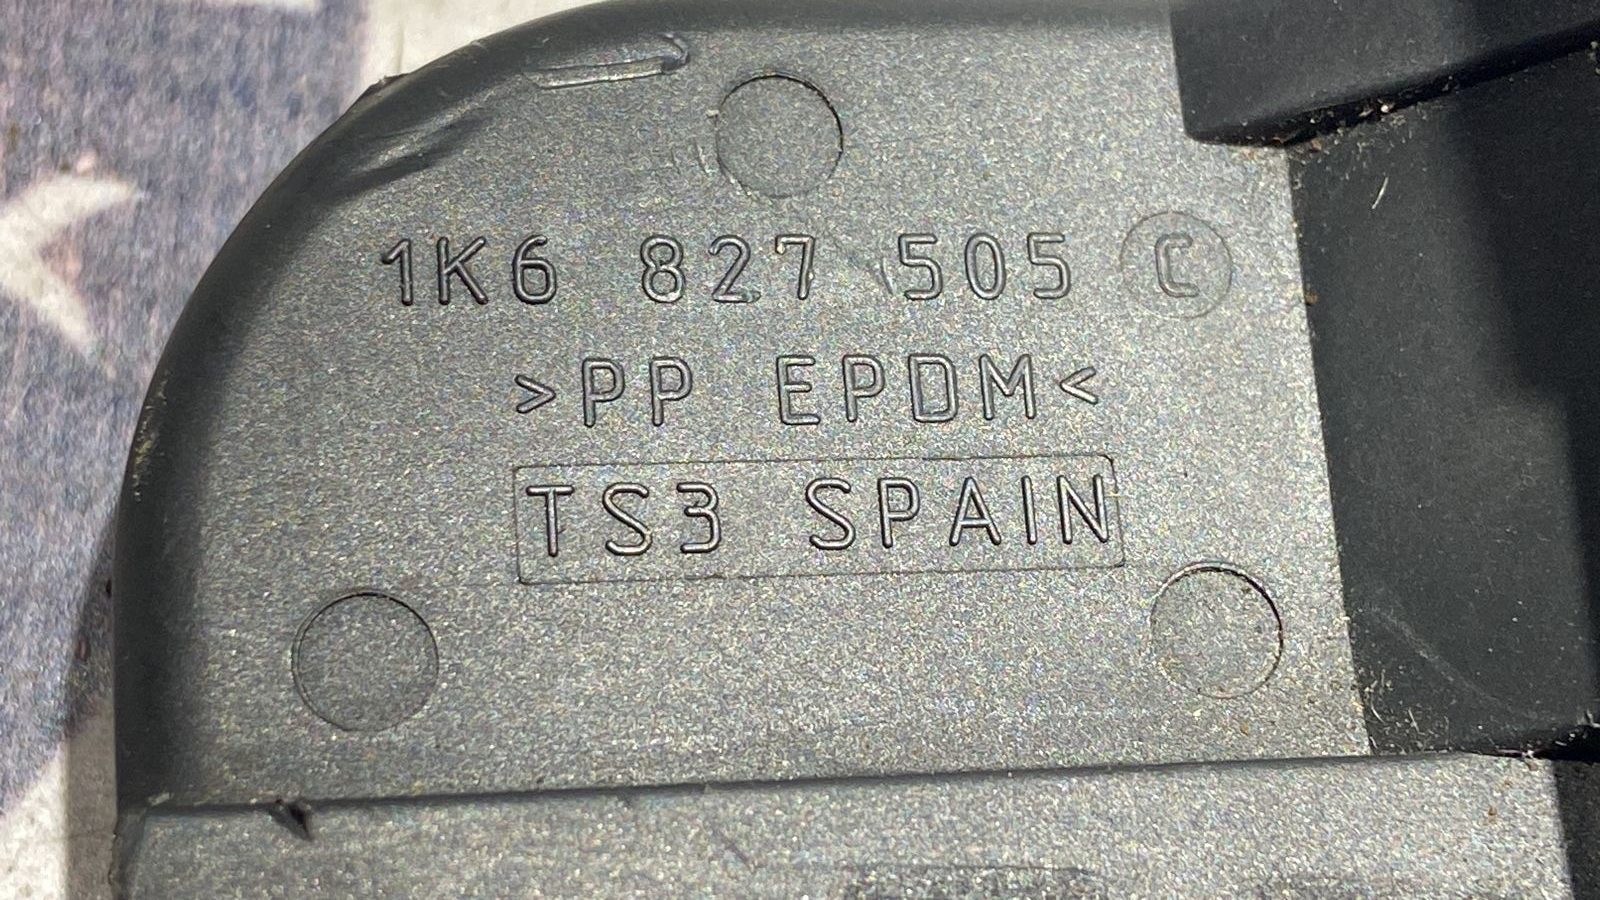 1K6 827 505 C
>PP EPDM<
TS3 SPAIN